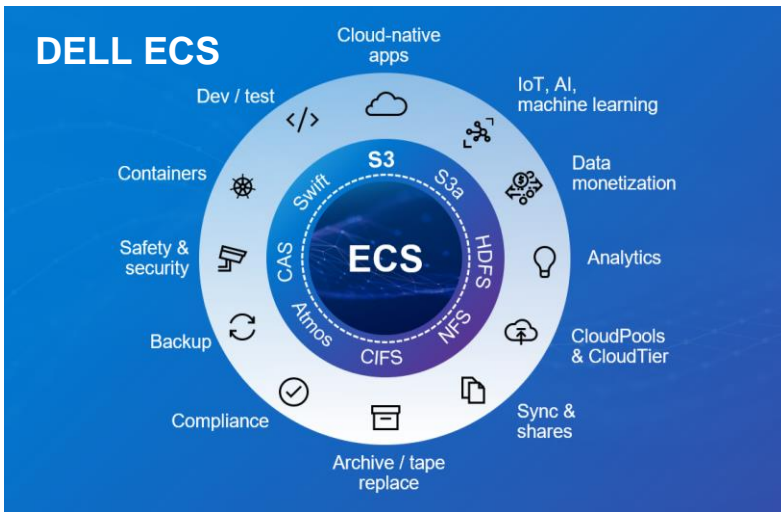 DELL ECS
Cloud-native
apps
IoT, AI,
machine learning
Data
monetization
Analytics
CloudPools
& CloudTier
Sync &
shares
Archive / tape
replace
Compliance
Backup
Safety &
security
Containers
Dev / test
</>
S3
S3a
HDFS
NFS
CIFS
Atmos
CAS
Swift
ECS
$